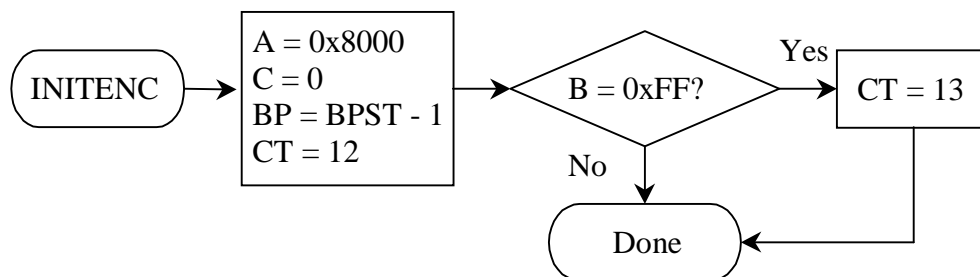 INITENC
A = 0x8000
C = 0
BP = BPST - 1
CT = 12
B = 0xFF?
Yes
CT = 13
No
Done